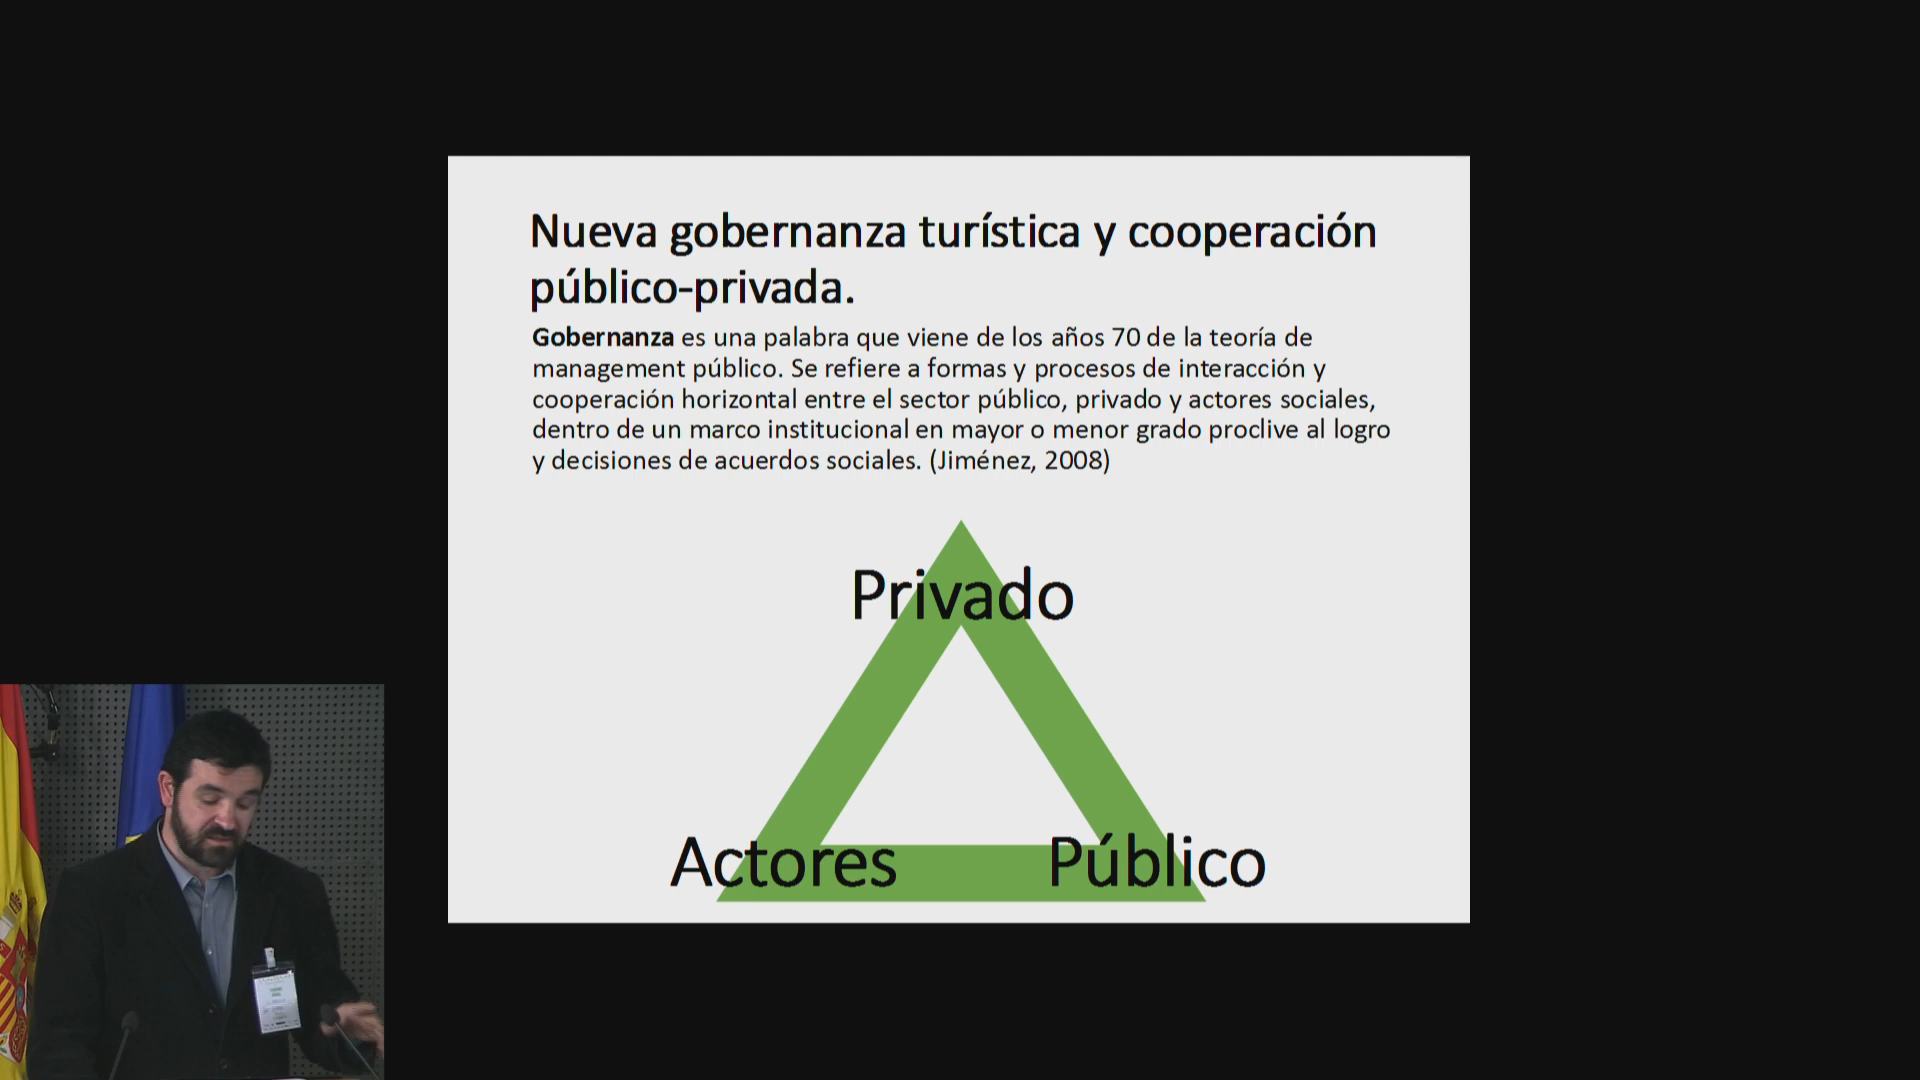 Nueva gobernanza turística y cooperación
público-privada.
Gobernanza es una palabra que viene de los años 70 de la teoría de
management público. Se refiere a formas y procesos de interacción y
cooperación horizontal entre el sector público, privado y actores sociales,
dentro de un marco institucional en mayor o menor grado proclive al logro
y decisiones de acuerdos sociales. (Jiménez, 2008)
Privado
Actores
Público